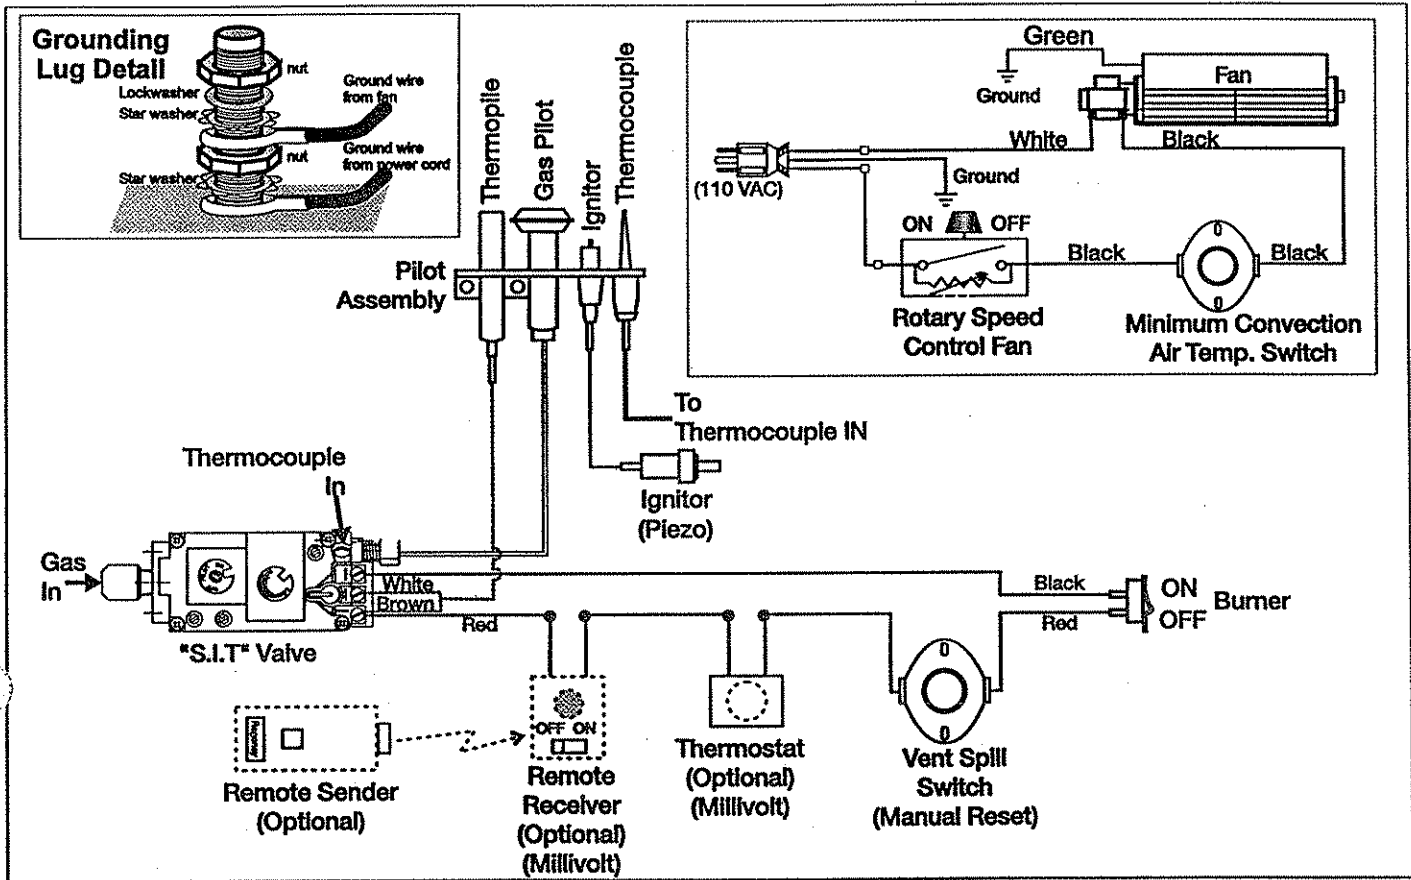 Grounding
Lug Detail
nut
Lockwasher
Star washer
Ground wire
from fan
nut
Ground wire
from power cord
Star washer
Thermopile
Gas Pilot
Ignitor
Thermocouple
Pilot
Assembly
Green
Ground
Fan
White
Black
(110 VAC)
Ground
ON OFF
Black
Black
Rotary Speed
Control Fan
Minimum Convection
Air Temp. Switch
To
Thermocouple IN
Ignitor
(Piezo)
Thermocouple
In
Gas
In
White
Brown
Red
"S.I.T" Valve
Black
Red
ON
OFF
Burner
OFF ON
Remote Sender
(Optional)
Remote
Receiver
(Optional)
(Millivolt)
Thermostat
(Optional)
(Millivolt)
Vent Spill
Switch
(Manual Reset)